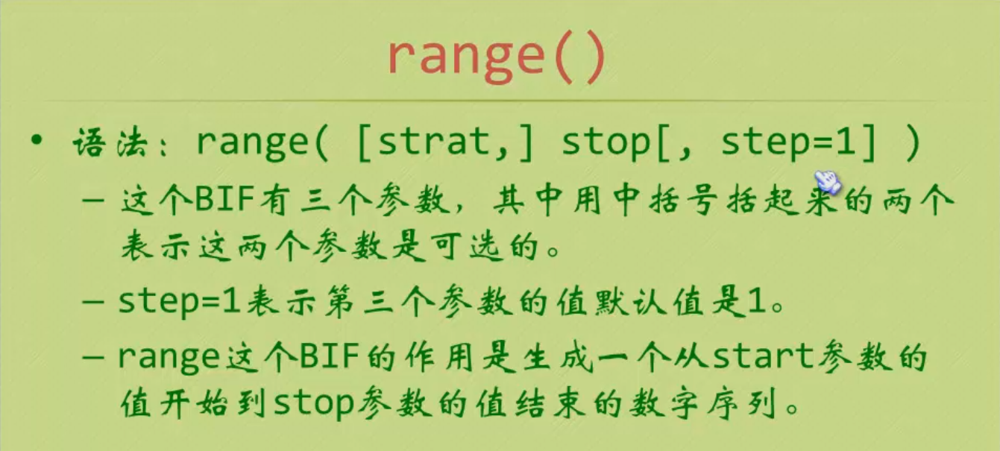 range()
• 语法：range( [strat,] stop[, step=1] )
– 这个BIF有三个参数，其中用中括号括起来的两个
表示这两个参数是可选的。
– step=1表示第三个参数的值默认值是1。
– range这个BIF的作用是生成一个从start参数的
值开始到stop参数的值结束的数字序列。